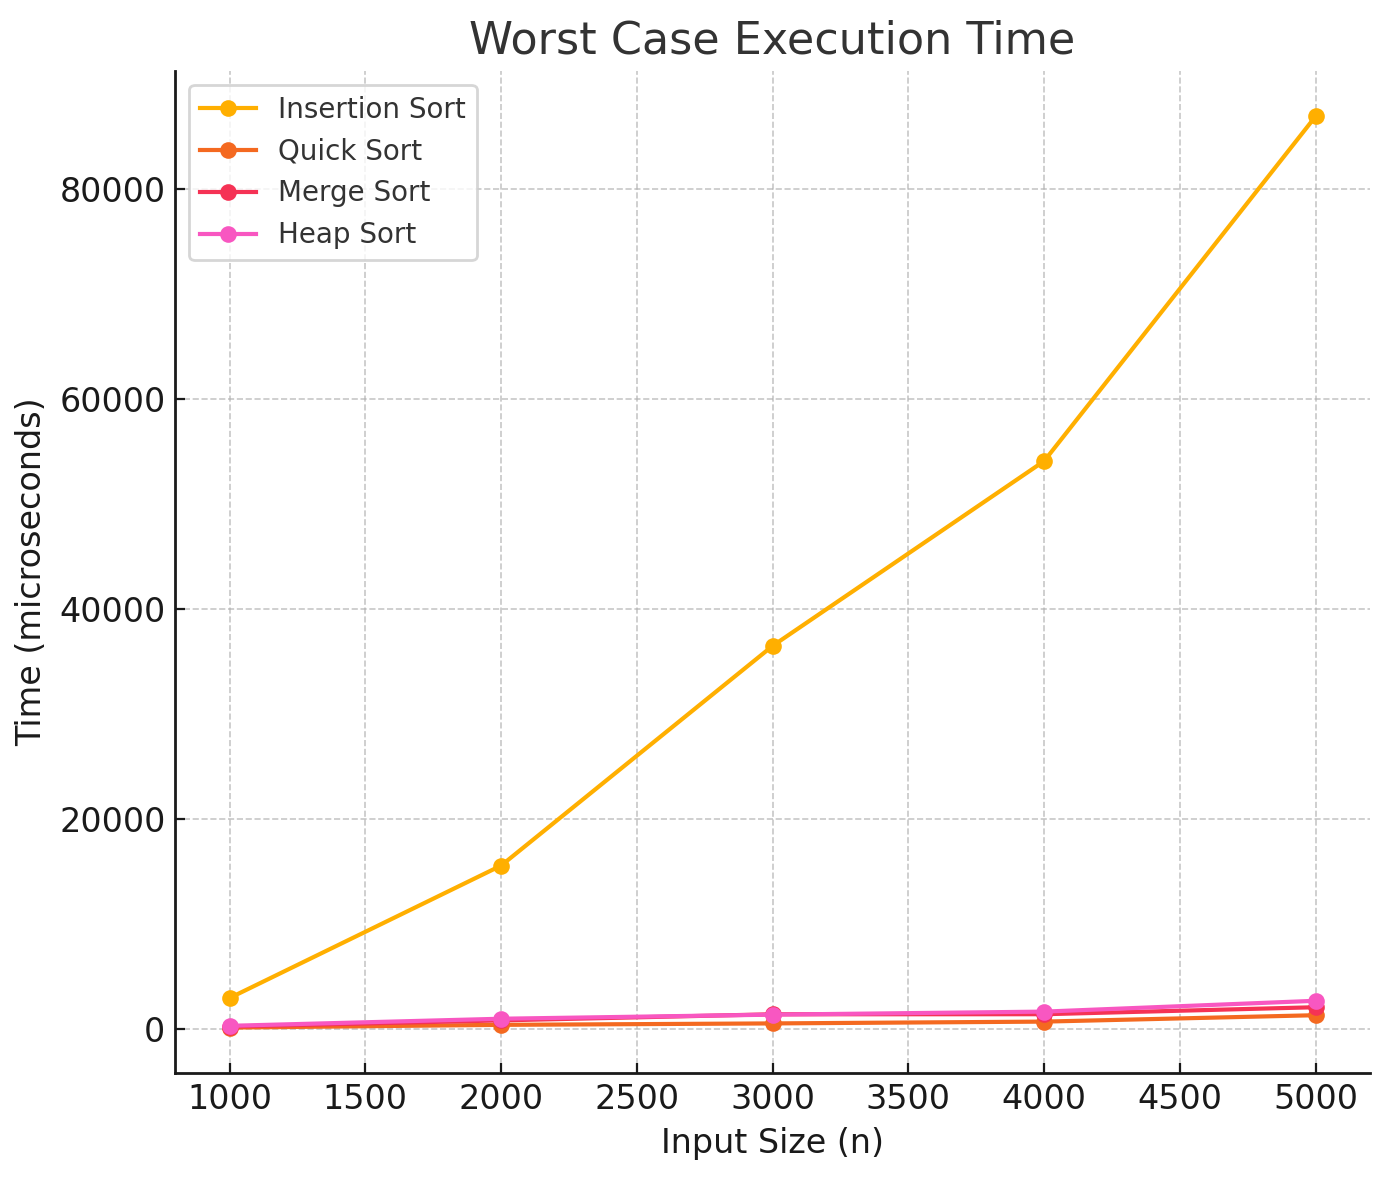 Worst Case Execution Time
Insertion Sort
Quick Sort
Merge Sort
Heap Sort
Time (microseconds)
80000
60000
40000
20000
0
1000 1500 2000 2500 3000 3500 4000 4500 5000
Input Size (n)